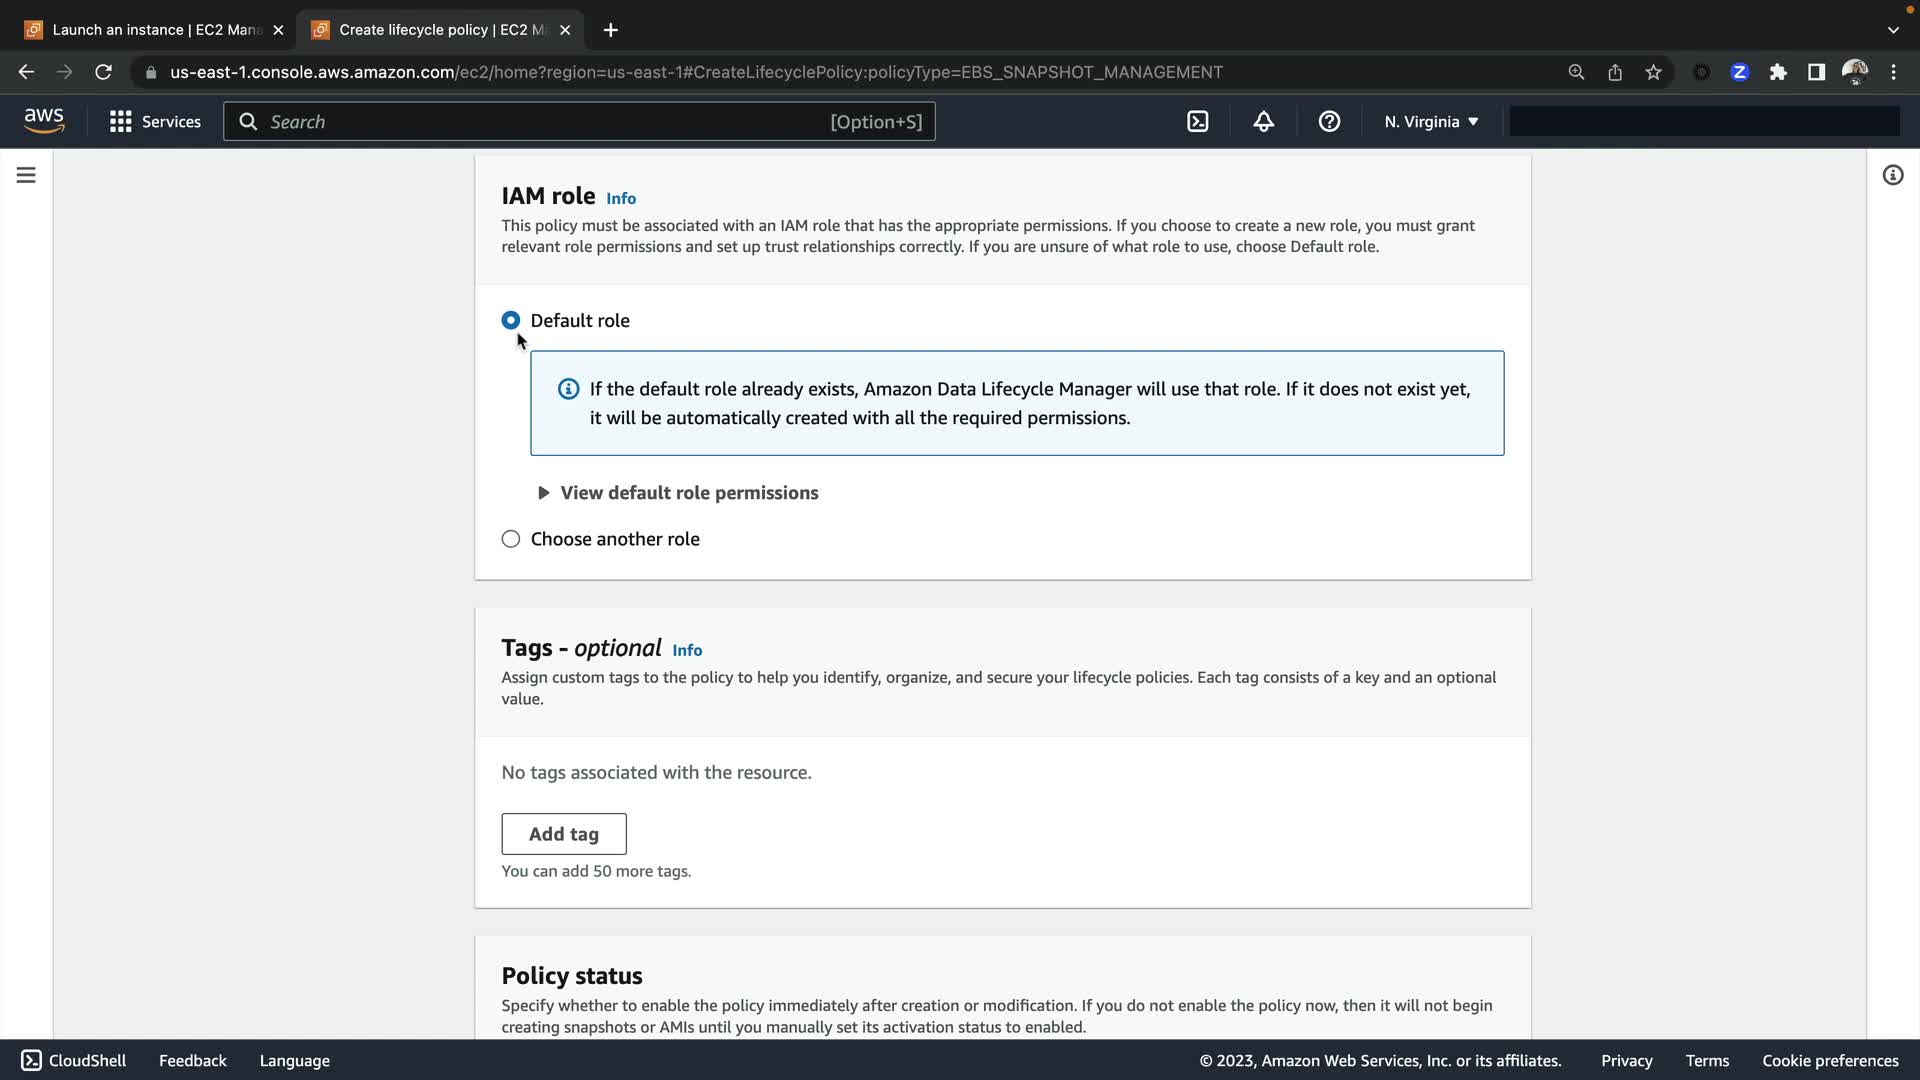 Launch an instance | EC2 Mana
Create lifecycle policy | EC2 M
us-east-1.console.aws.amazon.com/ec2/home?region=us-east-1#CreateLifecyclePolicy:policyType=EBS_SNAPSHOT_MANAGEMENT
Z
aws
Services
Search
[Option+S]
N. Virginia
IAM role Info
This policy must be associated with an IAM role that has the appropriate permissions. If you choose to create a new role, you must grant
relevant role permissions and set up trust relationships correctly. If you are unsure of what role to use, choose Default role.
Default role
If the default role already exists, Amazon Data Lifecycle Manager will use that role. If it does not exist yet,
it will be automatically created with all the required permissions.
View default role permissions
Choose another role
Tags - optional Info
Assign custom tags to the policy to help you identify, organize, and secure your lifecycle policies. Each tag consists of a key and an optional
value.
No tags associated with the resource.
Add tag
You can add 50 more tags.
Policy status
Specify whether to enable the policy immediately after creation or modification. If you do not enable the policy now, then it will not begin
creating snapshots or AMIs until you manually set its activation status to enabled.
CloudShell Feedback Language © 2023, Amazon Web Services, Inc. or its affiliates. Privacy Terms Cookie preferences